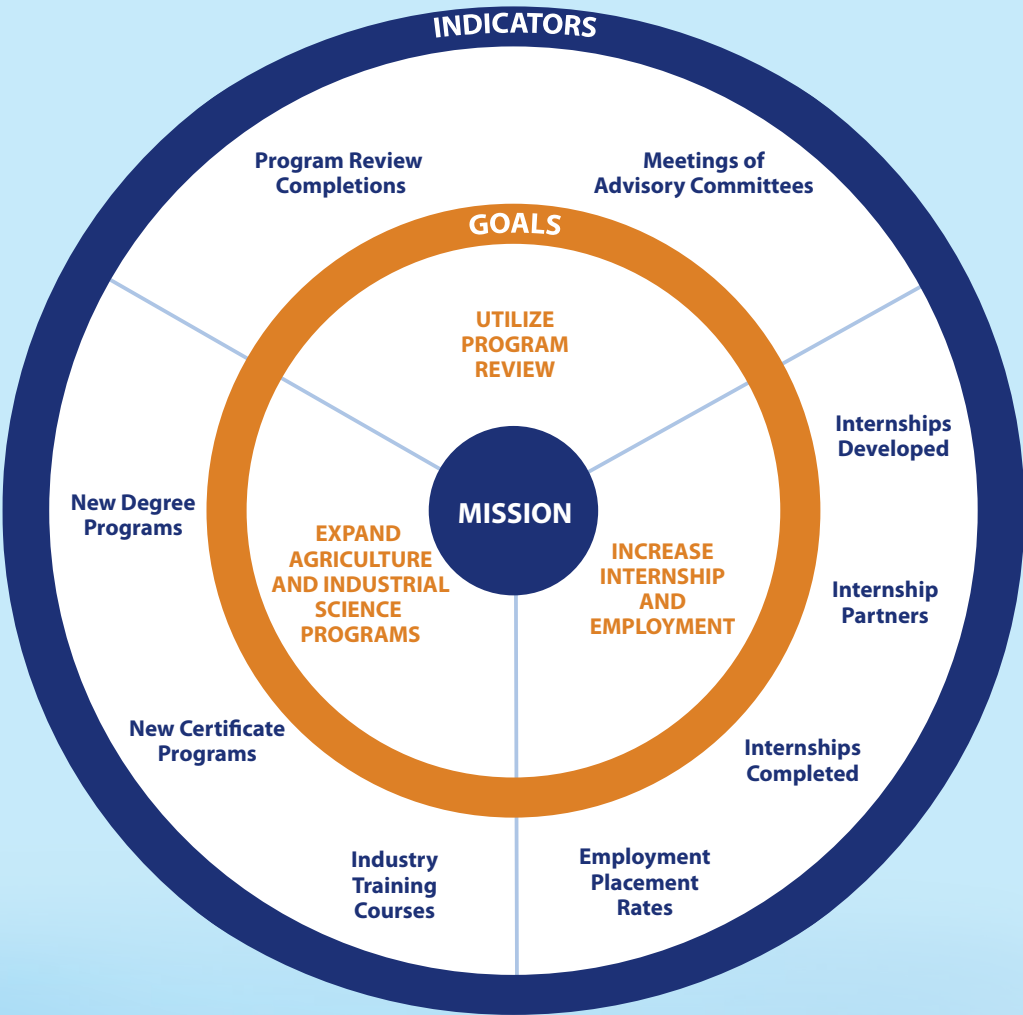 INDICATORS
Program Review
Completions
Meetings of
Advisory Committees
GOALS
UTILIZE
PROGRAM
REVIEW
Internships
Developed
New Degree
Programs
MISSION
EXPAND
AGRICULTURE
AND INDUSTRIAL
SCIENCE
PROGRAMS
INCREASE
INTERNSHIP
AND
EMPLOYMENT
Internship
Partners
New Certificate
Programs
Internships
Completed
Industry
Training
Courses
Employment
Placement
Rates